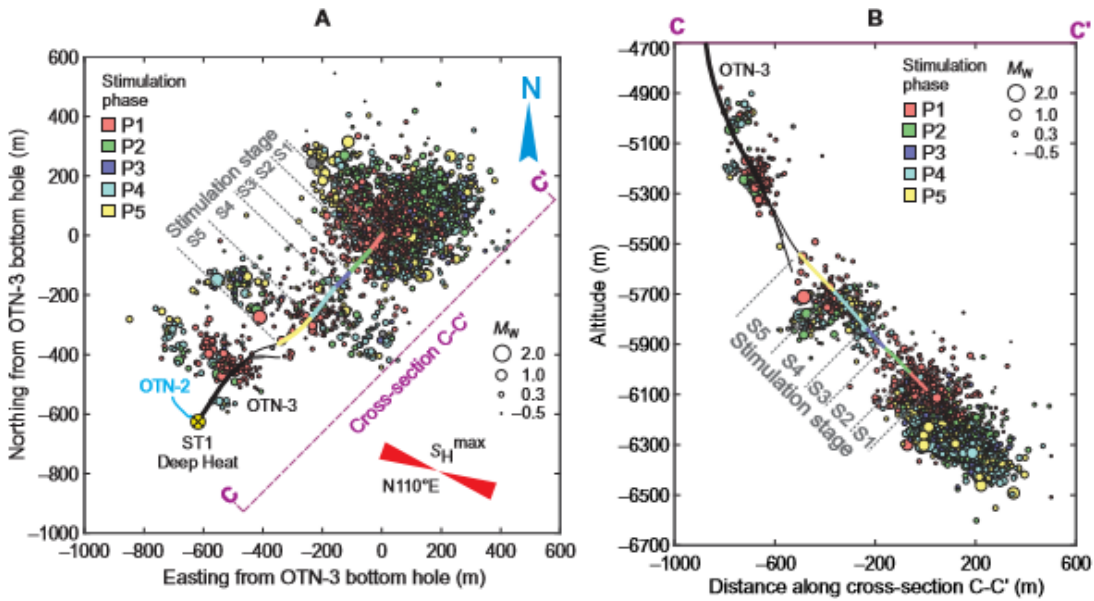 A
Northing from OTN-3 bottom hole (m)
600
400
200
0
−200
−400
−600
−800
−1000
Stimulation
phase
P1
P2
P3
P4
P5
N
Stimulation stage
S5
S4
S3
S2
S1
C'
Cross-section C-C'
C
M_W
2.0
1.0
0.3
−0.5
OTN-2
OTN-3
ST1
Deep Heat
S_H^max
N110°E
−1000
−800
−600
−400
−200
0
200
400
600
Easting from OTN-3 bottom hole (m)
B
C
C'
Altitude (m)
−4700
−4900
−5100
−5300
−5500
−5700
−5900
−6100
−6300
−6500
−6700
OTN-3
Stimulation
phase
P1
P2
P3
P4
P5
M_W
2.0
1.0
0.3
−0.5
S5
S4
S3
S2
S1
Stimulation stage
−1000
−600
−200
200
600
Distance along cross-section C-C' (m)